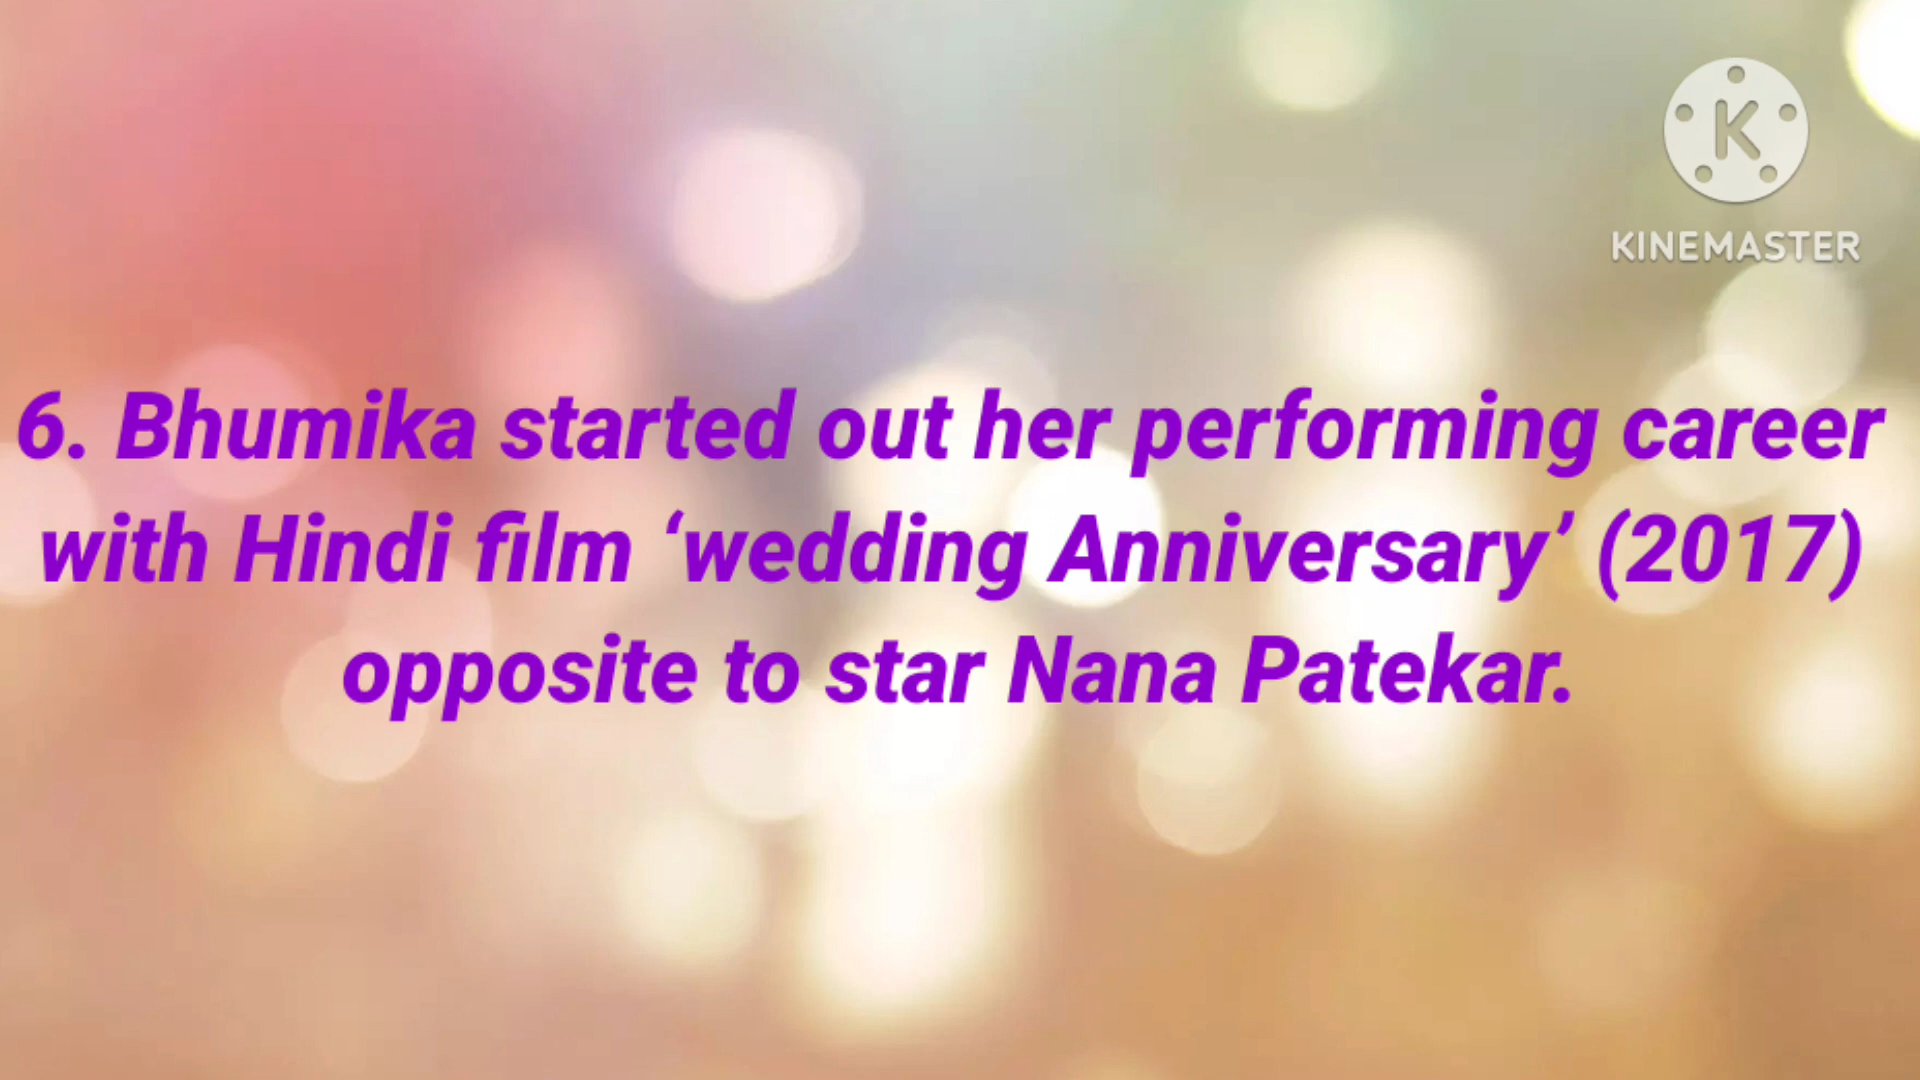 K
KINEMASTER
6. Bhumika started out her performing career
with Hindi film ‘wedding Anniversary’ (2017)
opposite to star Nana Patekar.